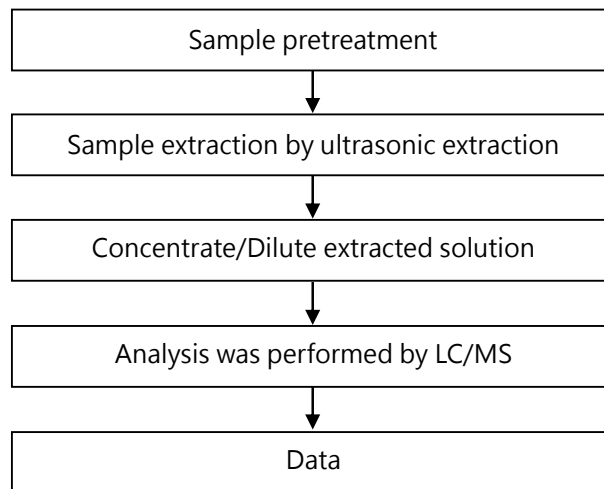 Sample pretreatment
Sample extraction by ultrasonic extraction
Concentrate/Dilute extracted solution
Analysis was performed by LC/MS
Data